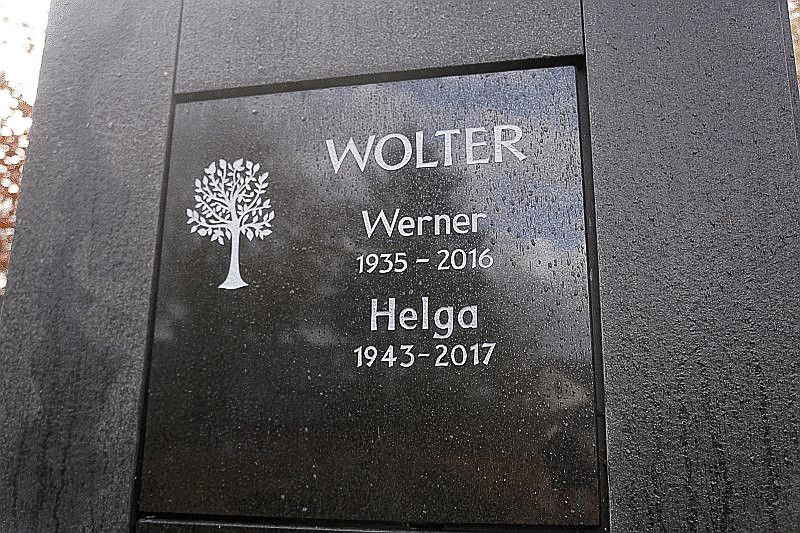 WOLTER
Werner
1935 - 2016
Helga
1943-2017